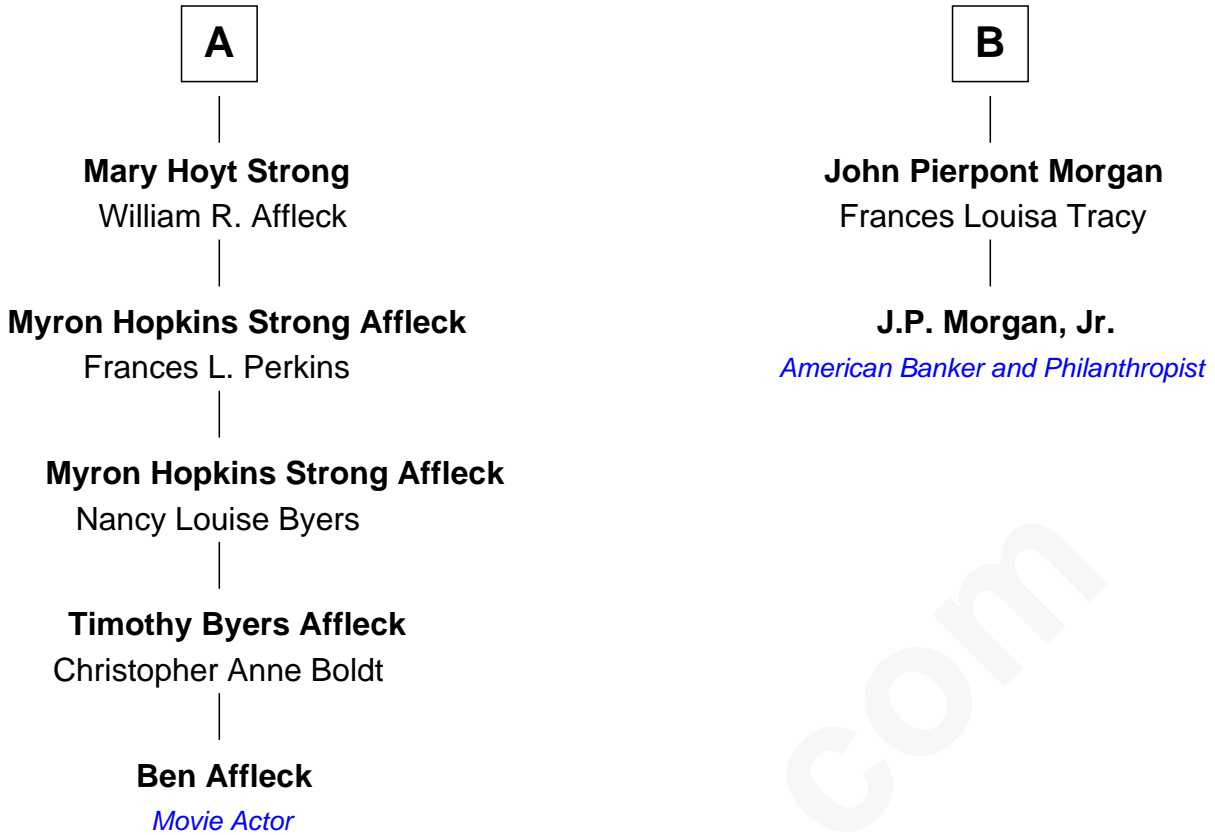 A
Mary Hoyt Strong
William R. Affleck
Myron Hopkins Strong Affleck
Frances L. Perkins
Myron Hopkins Strong Affleck
Nancy Louise Byers
Timothy Byers Affleck
Christopher Anne Boldt
Ben Affleck
Movie Actor
B
John Pierpont Morgan
Frances Louisa Tracy
J.P. Morgan, Jr.
American Banker and Philanthropist
com